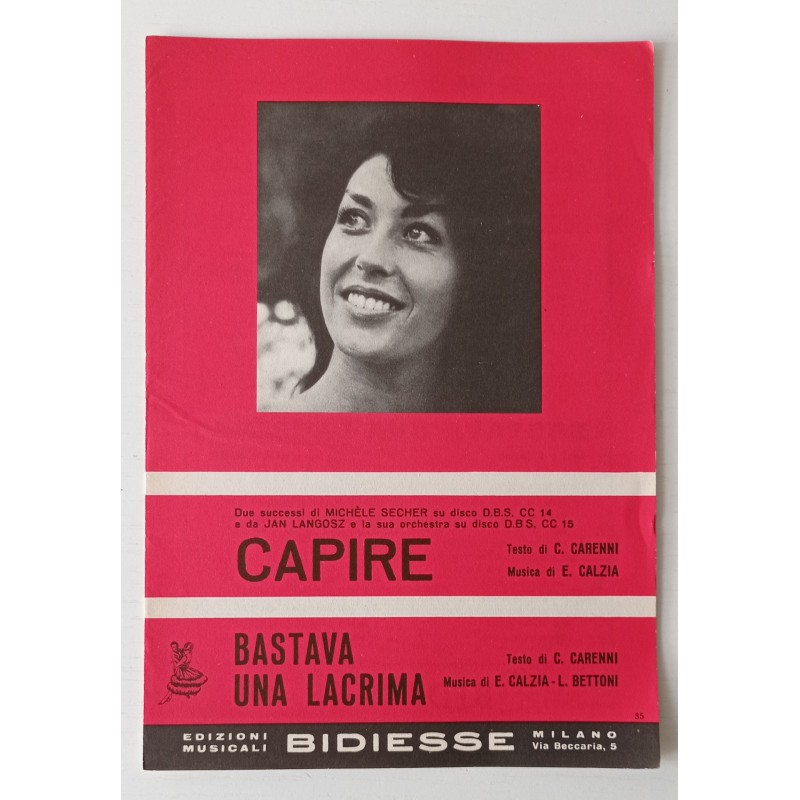 Due successi di MICHÈLE SECHER su disco D.B.S. CC 14
e da JAN LANGOSZ e la sua orchestra su disco D.B.S. CC 15
CAPIRE
Testo di C. CARENNI
Musica di E. CALZIA
BASTAVA
UNA LACRIMA
Testo di C. CARENNI
Musica di E. CALZIA - L. BETTONI
35
EDIZIONI
MUSICALI
BIDIESSE
MILANO
Via Beccaria, 5